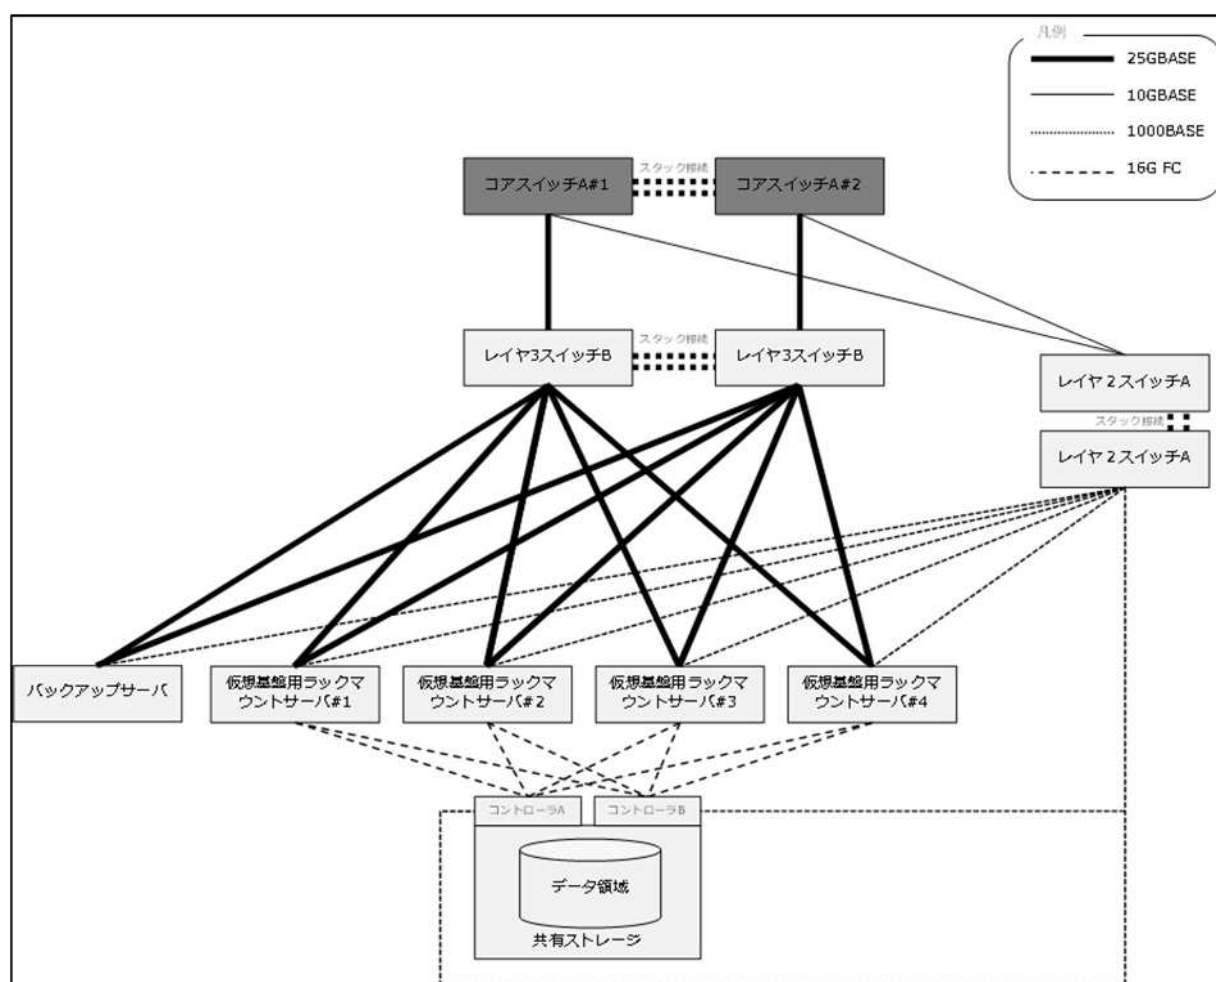 凡例
25GBASE
10GBASE
1000BASE
16G FC
コアスイッチA#1
スタック接続
コアスイッチA#2
レイヤ3スイッチB
スタック接続
レイヤ3スイッチB
レイヤ２スイッチA
スタック接続
レイヤ２スイッチA
バックアップサーバ
仮想基盤用ラックマ
ウントサーバ#1
仮想基盤用ラックマ
ウントサーバ#2
仮想基盤用ラックマ
ウントサーバ#3
仮想基盤用ラックマ
ウントサーバ#4
コントローラA
コントローラB
データ領域
共有ストレージ